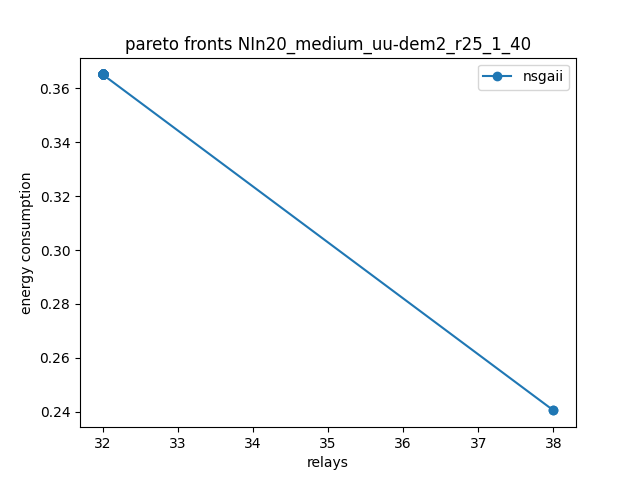 pareto fronts NIn20_medium_uu-dem2_r25_1_40
nsgaii
energy consumption
0.36
0.34
0.32
0.30
0.28
0.26
0.24
32 33 34 35 36 37 38
relays